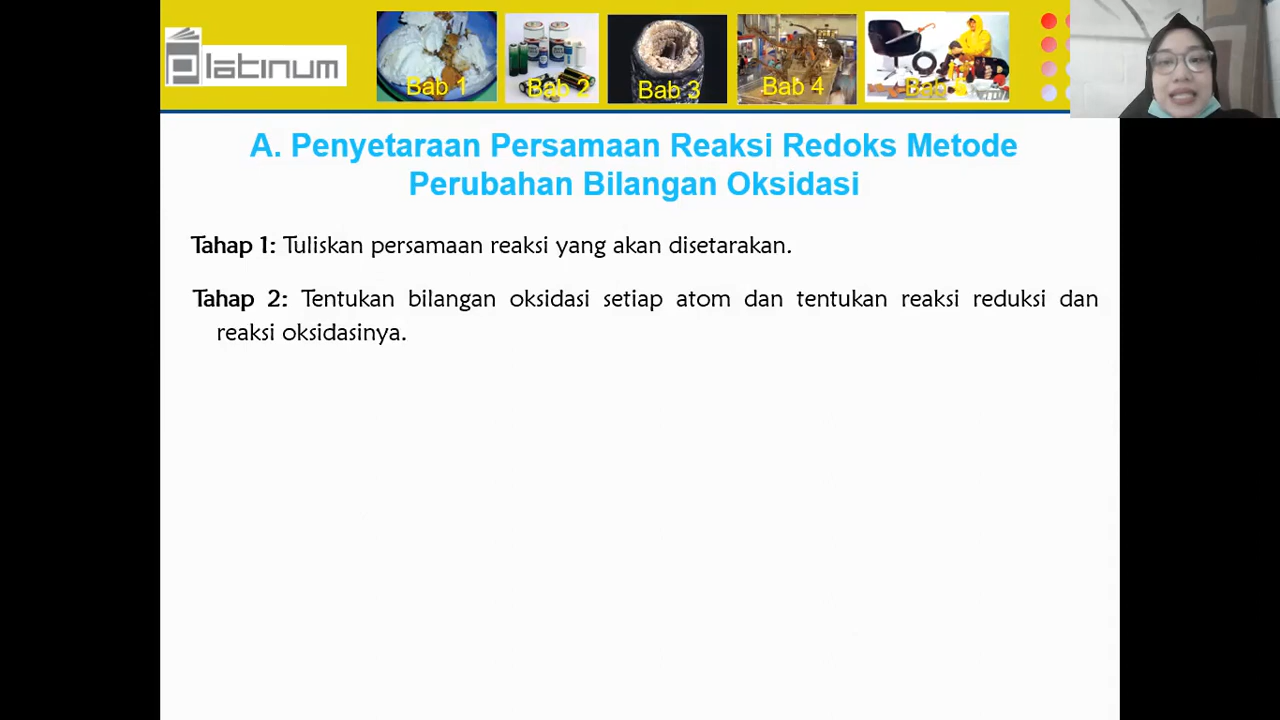 Platinum
Bab 1
Bab 2
Bab 3
Bab 4
A. Penyetaraan Persamaan Reaksi Redoks Metode
Perubahan Bilangan Oksidasi
Tahap 1: Tuliskan persamaan reaksi yang akan disetarakan.
Tahap 2: Tentukan bilangan oksidasi setiap atom dan tentukan reaksi reduksi dan
reaksi oksidasinya.